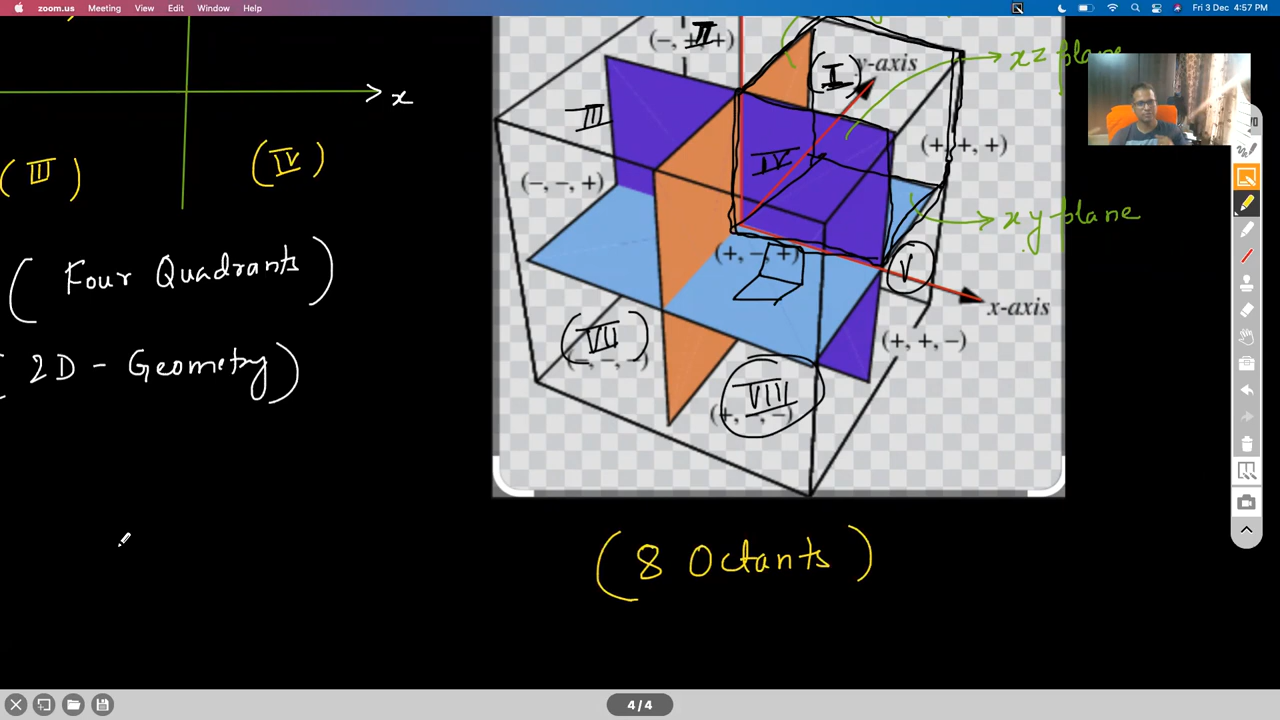 zoom.us Meeting View Edit Window Help Fri 3 Dec 4:57 PM
(–, +, +) II
(I) y-axis
xz plane
x
III
IV
(+, +, +)
(III) (IV)
(–, –, +)
xy plane
(+, –, +)
V
x-axis
( Four Quadrants )
(VII)
(–, –, –)
(+, +, –)
( 2D - Geometry )
VIII
(+, –, –)
( 8 Octants )
4/4